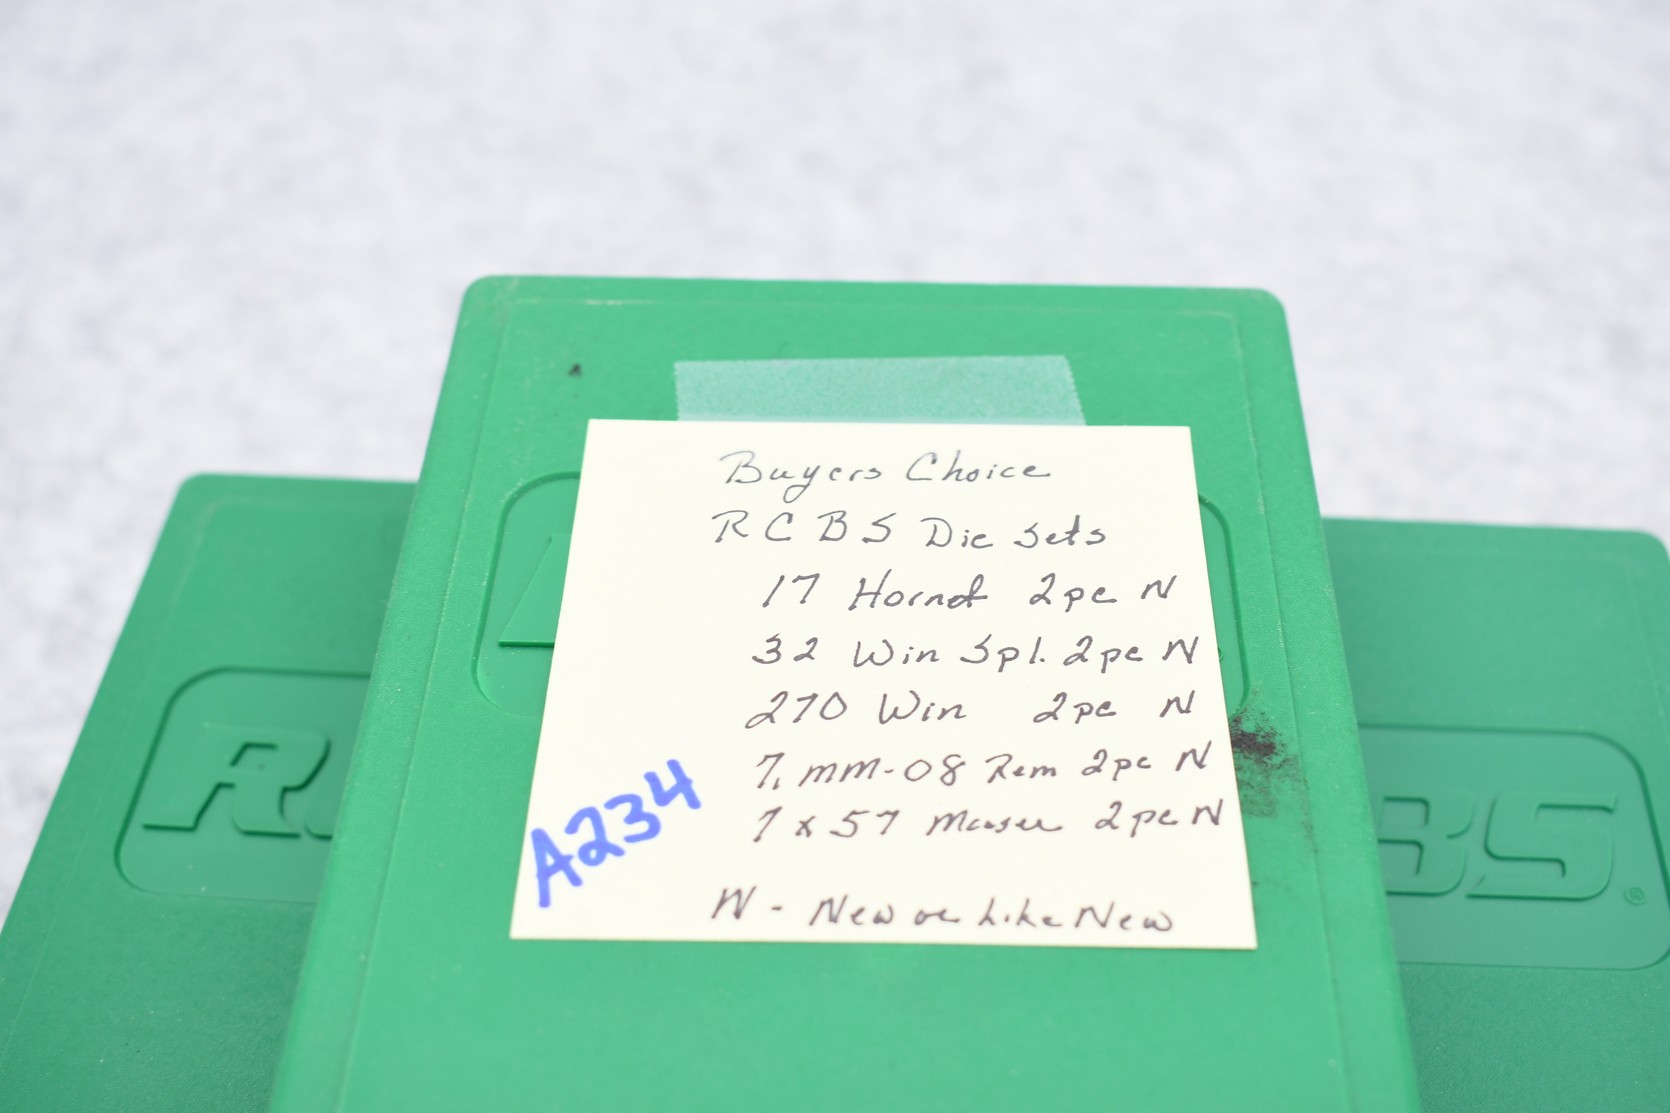 Buyers Choice
RCBS Die Sets
17 Hornet 2pc N
32 Win Spl. 2pc N
270 Win 2pc N
7mm-08 Rem 2pc N
7x57 Mauser 2pc N
A234
N - New or Like New
R
BS®